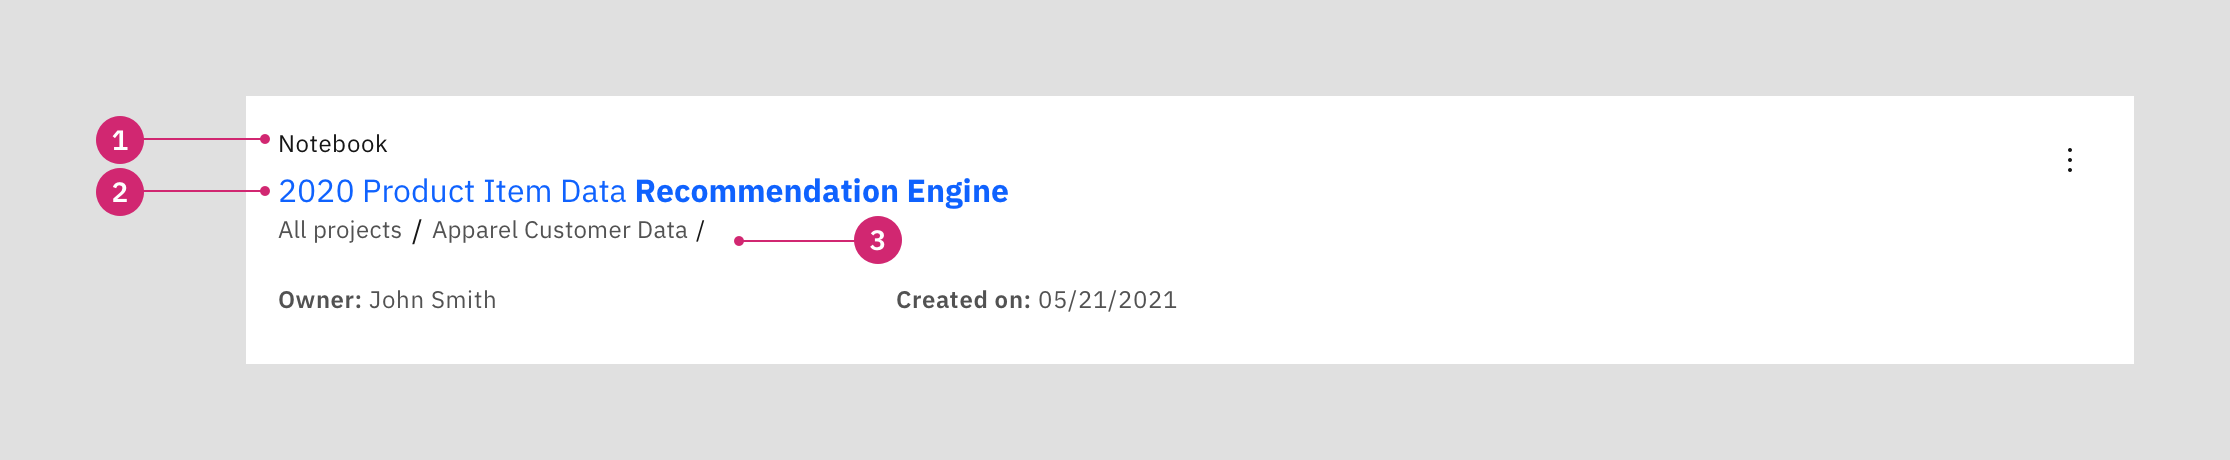 1 Notebook
2 2020 Product Item Data Recommendation Engine
All projects / Apparel Customer Data / 3
Owner: John Smith Created on: 05/21/2021